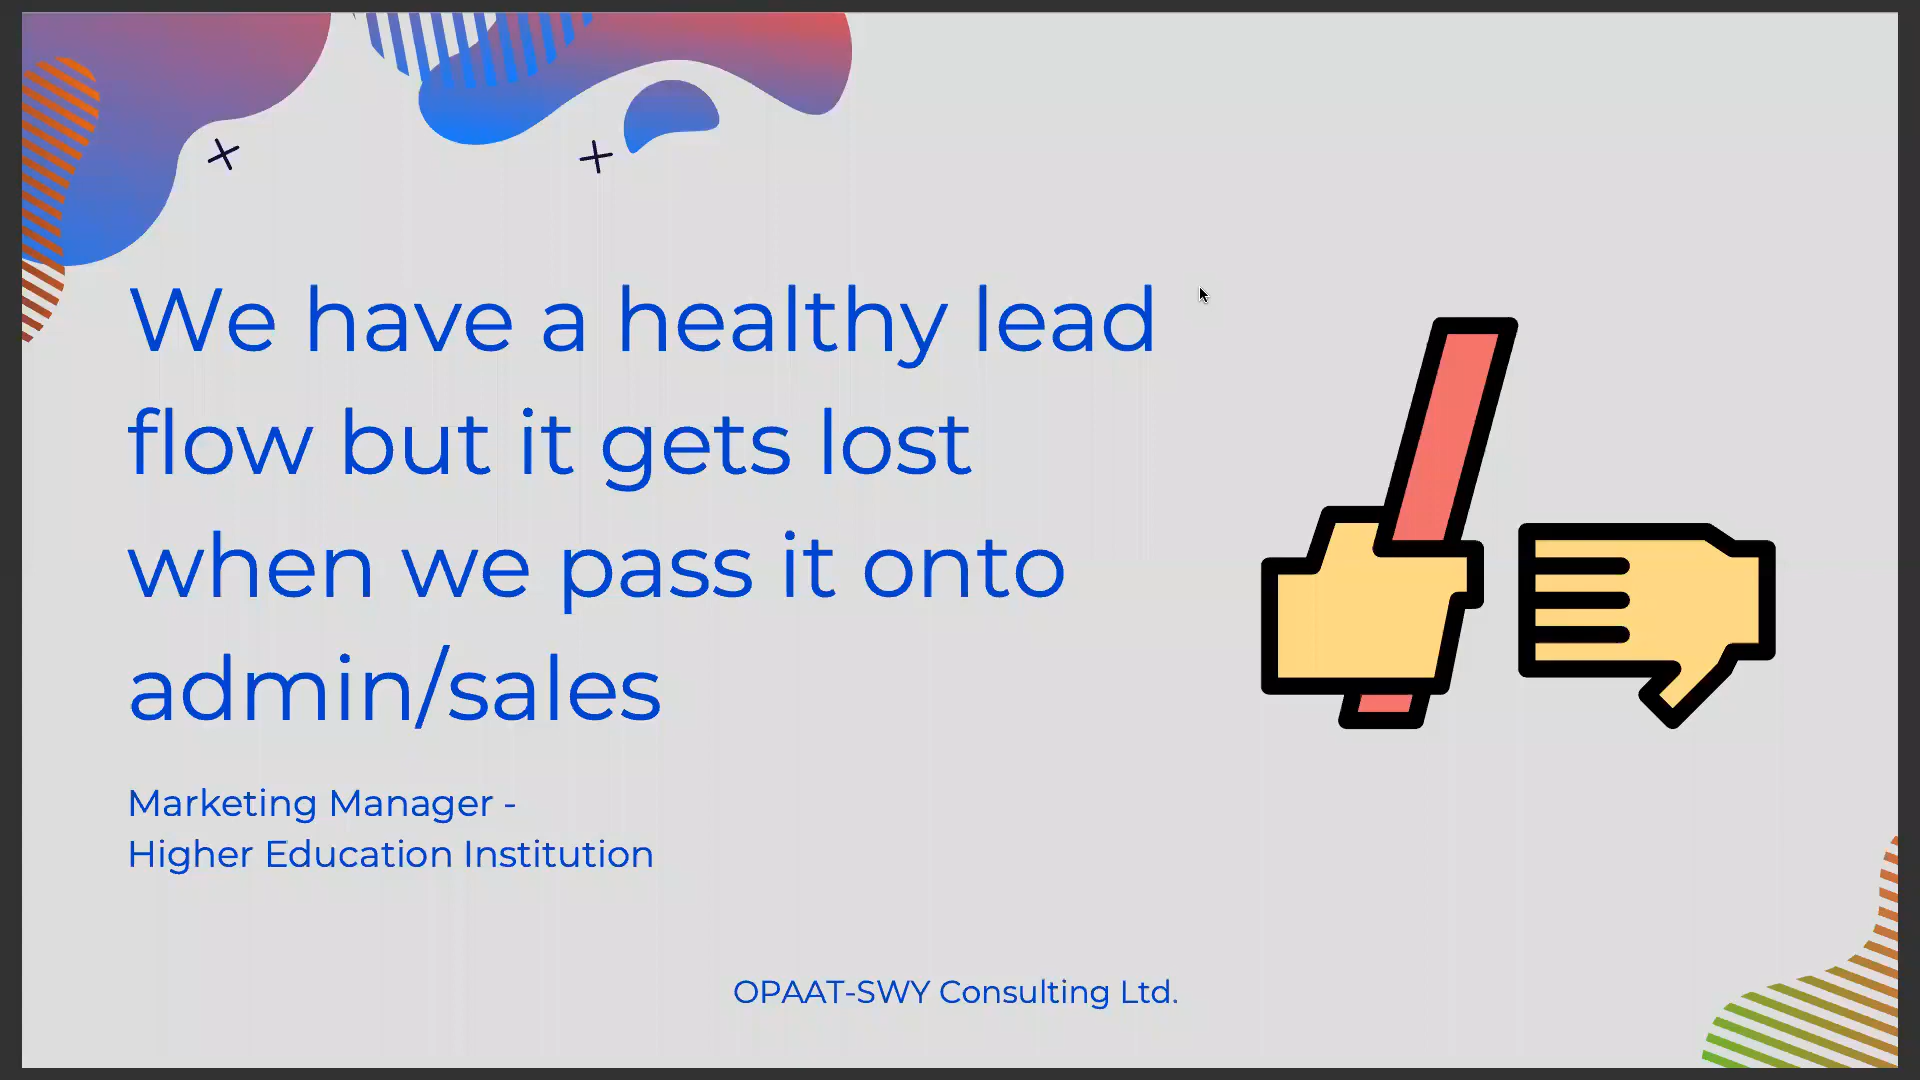 We have a healthy lead
flow but it gets lost
when we pass it onto
admin/sales
Marketing Manager -
Higher Education Institution
OPAAT-SWY Consulting Ltd.